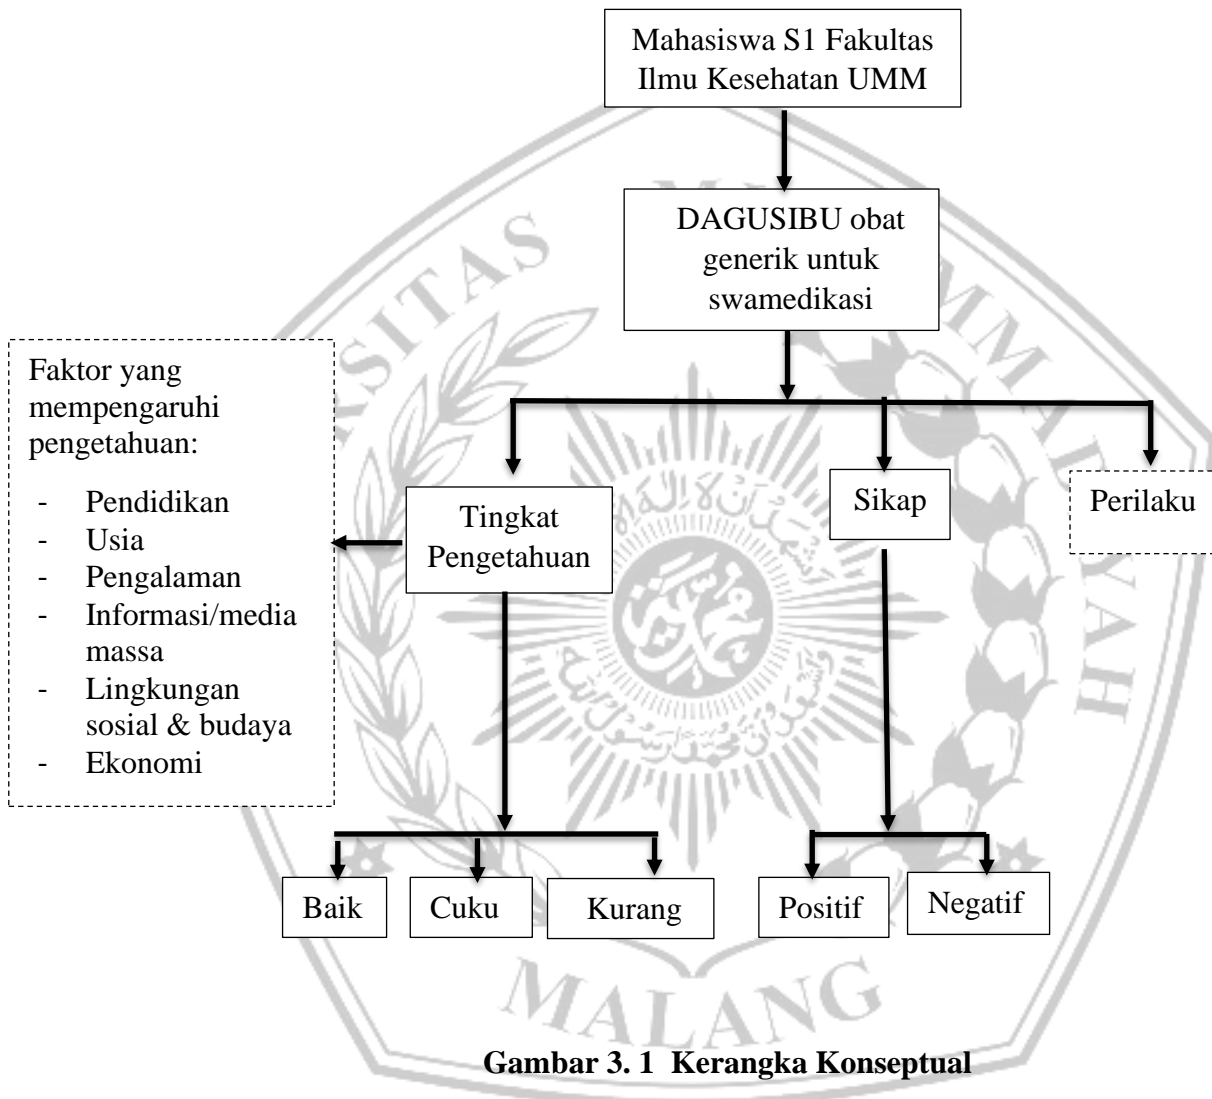 Mahasiswa S1 Fakultas
Ilmu Kesehatan UMM
DAGUSIBU obat
generik untuk
swamedikasi
Faktor yang
mempengaruhi
pengetahuan:
- Pendidikan
- Usia
- Pengalaman
- Informasi/media
massa
- Lingkungan
sosial & budaya
- Ekonomi
Tingkat
Pengetahuan
Sikap
Perilaku
Baik
Cuku
Kurang
Positif
Negatif
MALANG
Gambar 3. 1 Kerangka Konseptual